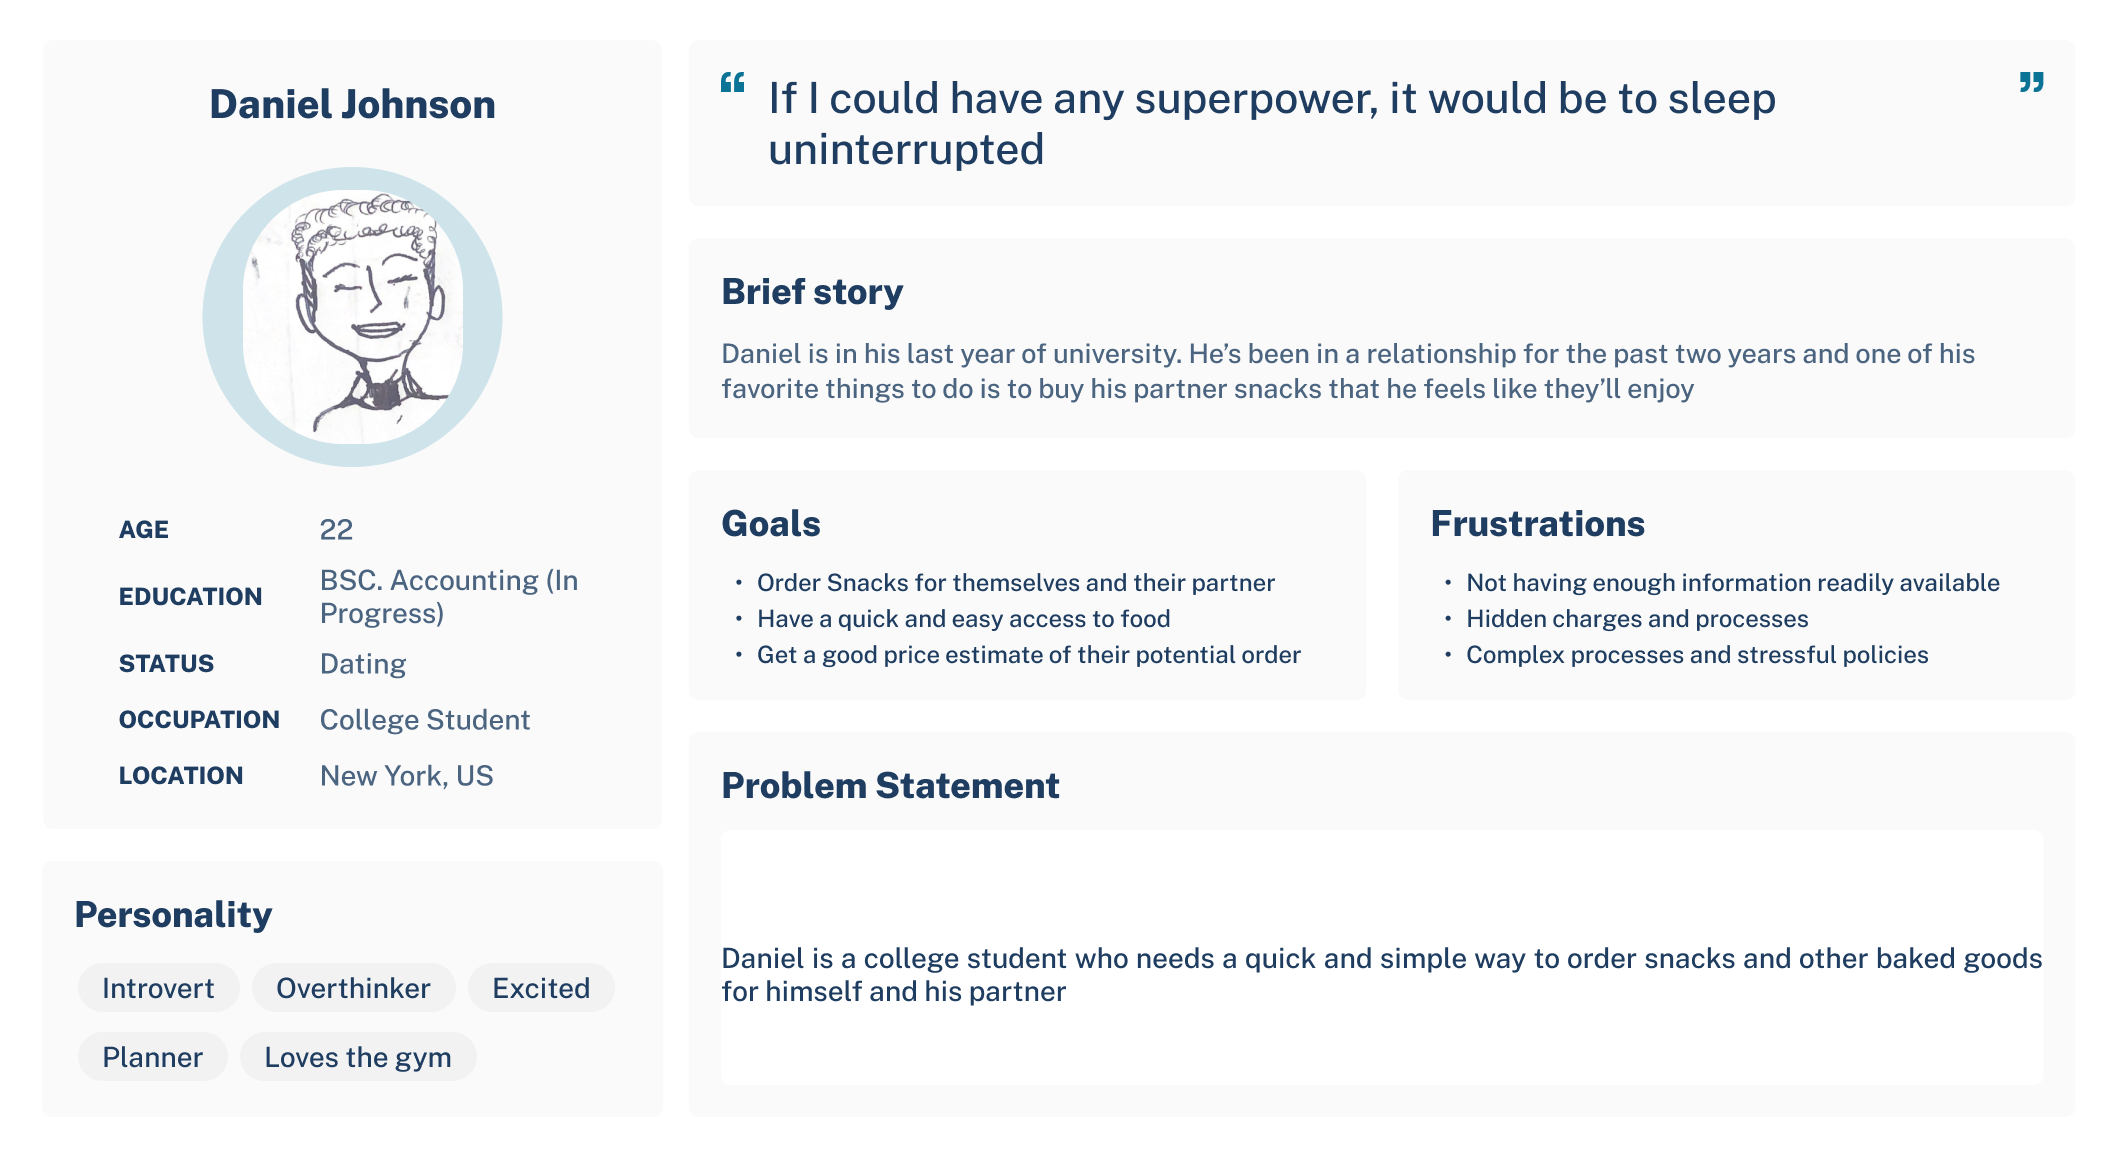 Daniel Johnson
AGE 22
EDUCATION BSC. Accounting (In
Progress)
STATUS Dating
OCCUPATION College Student
LOCATION New York, US
Personality
Introvert Overthinker Excited
Planner Loves the gym
“ If I could have any superpower, it would be to sleep ”
uninterrupted
Brief story
Daniel is in his last year of university. He’s been in a relationship for the past two years and one of his
favorite things to do is to buy his partner snacks that he feels like they’ll enjoy
Goals
• Order Snacks for themselves and their partner
• Have a quick and easy access to food
• Get a good price estimate of their potential order
Frustrations
• Not having enough information readily available
• Hidden charges and processes
• Complex processes and stressful policies
Problem Statement
Daniel is a college student who needs a quick and simple way to order snacks and other baked goods
for himself and his partner